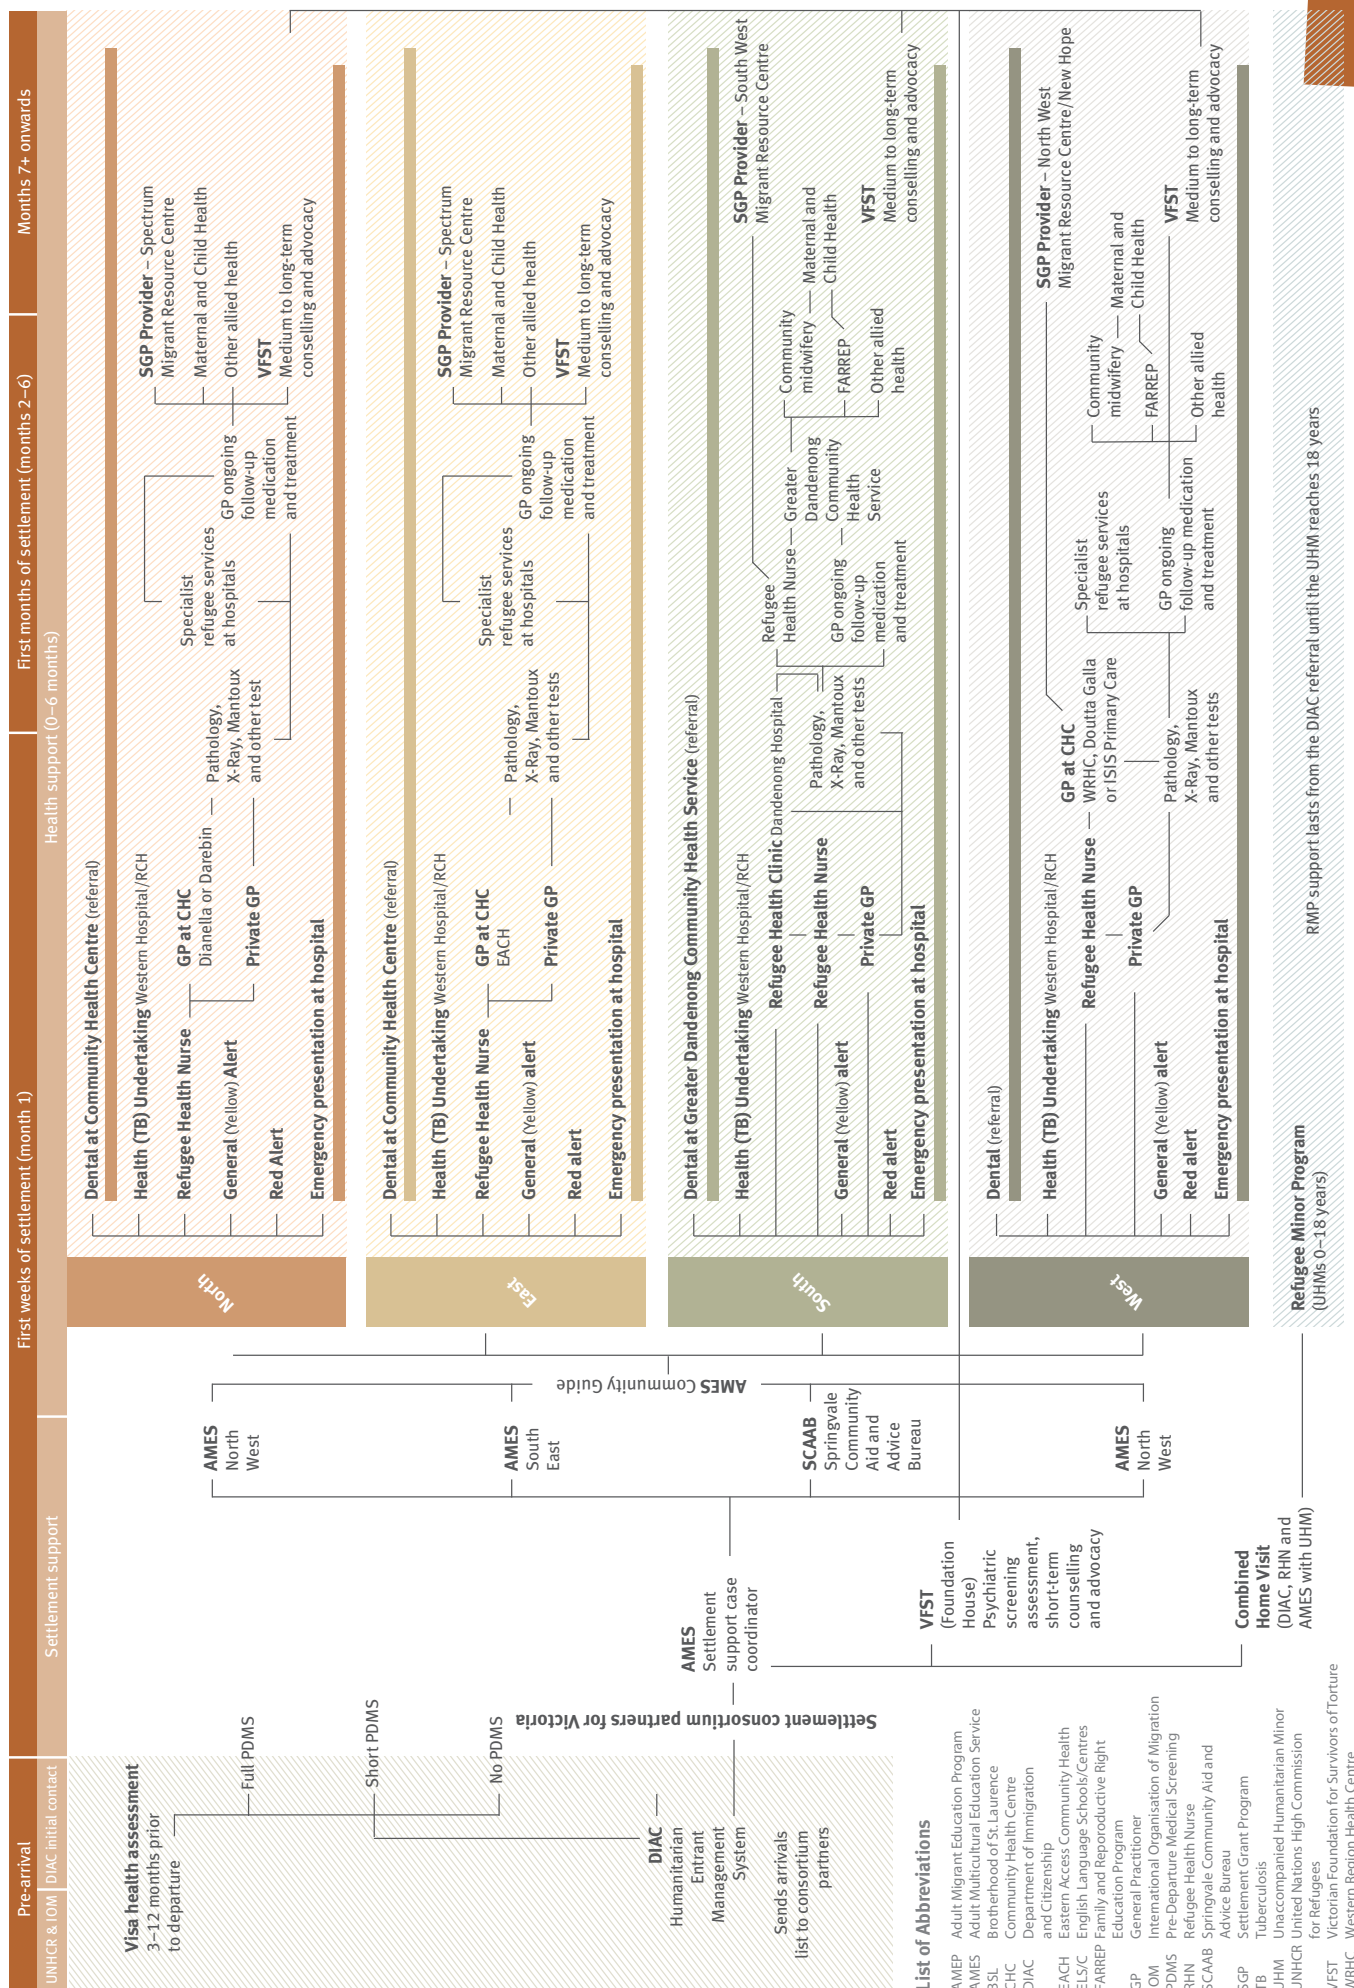 Pre-arrival
First weeks of settlement (month 1)
First months of settlement (months 2–6)
Months 7+ onwards
UNHCR & IOM
DIAC initial contact
Settlement support
Health support (0–6 months)
Visa health assessment
3–12 months prior
to departure
Full PDMS
Short PDMS
No PDMS
DIAC
Humanitarian
Entrant
Management
System
Sends arrivals
list to consortium
partners
Settlement consortium partners for Victoria
AMES
Settlement
support case
coordinator
VFST
(Foundation
House)
Psychiatric
screening
assessment,
short-term
counselling
and advocacy
Combined
Home Visit
(DIAC, RHN and
AMES with UHM)
AMES
North
West
AMES
South
East
SCAAB
Springvale
Community
Aid and
Advice
Bureau
AMES
North
West
AMES Community Guide
North
Dental at Community Health Centre (referral)
Health (TB) Undertaking Western Hospital/RCH
Refugee Health Nurse
General (Yellow) Alert
Red Alert
Emergency presentation at hospital
GP at CHC
Dianella or Darebin
Private GP
Pathology,
X-Ray, Mantoux
and other test
Specialist
refugee services
at hospitals
GP ongoing
follow-up
medication
and treatment
SGP Provider – Spectrum
Migrant Resource Centre
Maternal and Child Health
Other allied health
VFST
Medium to long-term
conselling and advocacy
East
Dental at Community Health Centre (referral)
Health (TB) Undertaking Western Hospital/RCH
Refugee Health Nurse
General (Yellow) alert
Red alert
Emergency presentation at hospital
GP at CHC
EACH
Private GP
Pathology,
X-Ray, Mantoux
and other tests
Specialist
refugee services
at hospitals
GP ongoing
follow-up
medication
and treatment
SGP Provider – Spectrum
Migrant Resource Centre
Maternal and Child Health
Other allied health
VFST
Medium to long-term
conselling and advocacy
South
Dental at Greater Dandenong Community Health Service (referral)
Health (TB) Undertaking Western Hospital/RCH
Refugee Health Clinic Dandenong Hospital
Refugee Health Nurse
General (Yellow) alert
Private GP
Red alert
Emergency presentation at hospital
Pathology,
X-Ray, Mantoux
and other tests
Refugee
Health Nurse
GP ongoing
follow-up
medication
and treatment
Greater
Dandenong
Community
Health
Service
Community
midwifery
FARREP
Other allied
health
Maternal and
Child Health
SGP Provider – South West
Migrant Resource Centre
VFST
Medium to long-term
conselling and advocacy
West
Dental (referral)
Health (TB) Undertaking Western Hospital/RCH
Refugee Health Nurse
Private GP
General (Yellow) alert
Red alert
Emergency presentation at hospital
GP at CHC
WRHC, Doutta Galla
or ISIS Primary Care
Pathology,
X-Ray, Mantoux
and other tests
Specialist
refugee services
at hospitals
GP ongoing
follow-up medication
and treatment
Community
midwifery
FARREP
Other allied
health
Maternal and
Child Health
SGP Provider – North West
Migrant Resource Centre/New Hope
VFST
Medium to long-term
conselling and advocacy
Refugee Minor Program
(UHMs 0–18 years)
RMP support lasts from the DIAC referral until the UHM reaches 18 years
List of Abbreviations
AMEP Adult Migrant Education Program
AMES Adult Multicultural Education Service
BSL Brotherhood of St. Laurence
CHC Community Health Centre
DIAC Department of Immigration
and Citizenship
EACH Eastern Access Community Health
ELS/C English Language Schools/Centres
FARREP Family and Reporoductive Right
Education Program
GP General Practitioner
IOM International Organisation of Migration
PDMS Pre-Departure Medical Screening
RHN Refugee Health Nurse
SCAAB Springvale Community Aid and
Advice Bureau
SGP Settlement Grant Program
TB Tuberculosis
UHM Unaccompanied Humanitarian Minor
UNHCR United Nations High Commission
for Refugees
VFST Victorian Foundation for Survivors of Torture
WRHC Western Region Health Centre